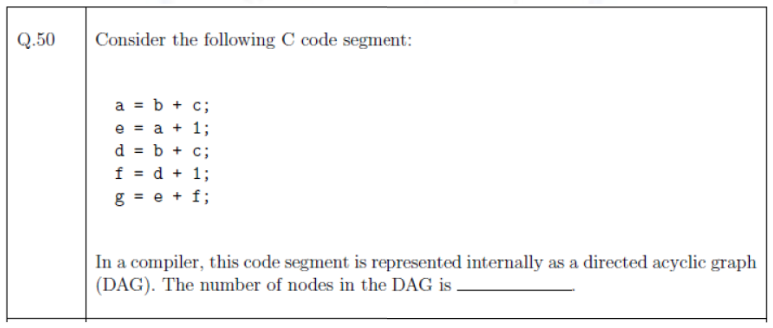 Q.50
Consider the following C code segment:
a = b + c;
e = a + 1;
d = b + c;
f = d + 1;
g = e + f;
In a compiler, this code segment is represented internally as a directed acyclic graph
(DAG). The number of nodes in the DAG is ____________.